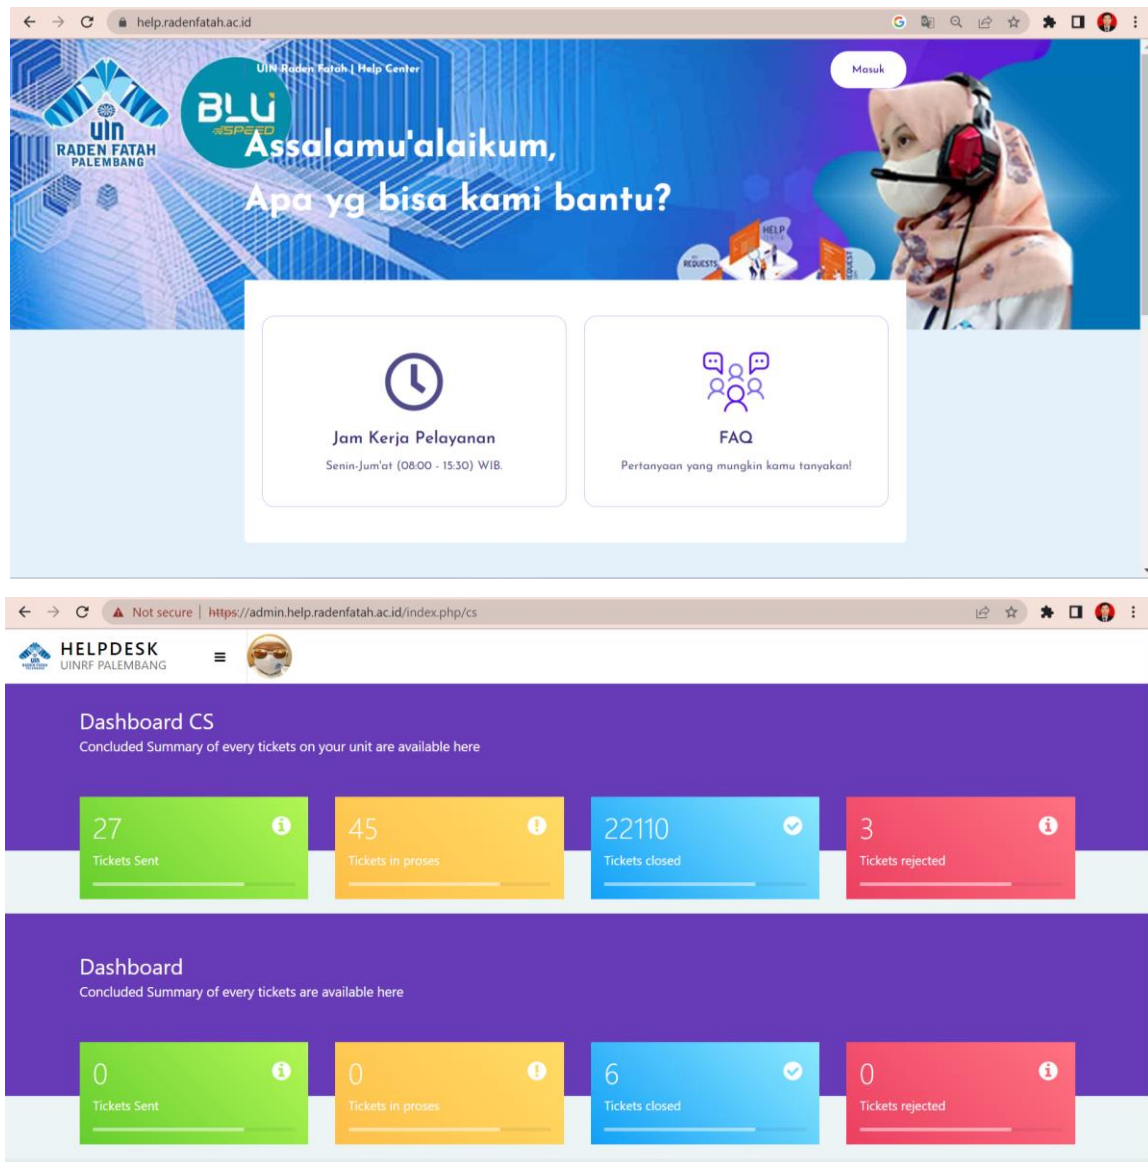 help.radenfatah.ac.id
UIN Raden Fatah | Help Center
Masuk
uin
RADEN FATAH
PALEMBANG
BLU
SPEED
Assalamu'alaikum,
Apa yg bisa kami bantu?
HELP
REQUESTS
Jam Kerja Pelayanan
Senin-Jum'at (08:00 - 15:30) WIB.
FAQ
Pertanyaan yang mungkin kamu tanyakan!
Not secure | https://admin.help.radenfatah.ac.id/index.php/cs
HELPDESK
UINRF PALEMBANG
Dashboard CS
Concluded Summary of every tickets on your unit are available here
27
Tickets Sent
45
Tickets in proses
22110
Tickets closed
3
Tickets rejected
Dashboard
Concluded Summary of every tickets are available here
0
Tickets Sent
0
Tickets in proses
6
Tickets closed
0
Tickets rejected